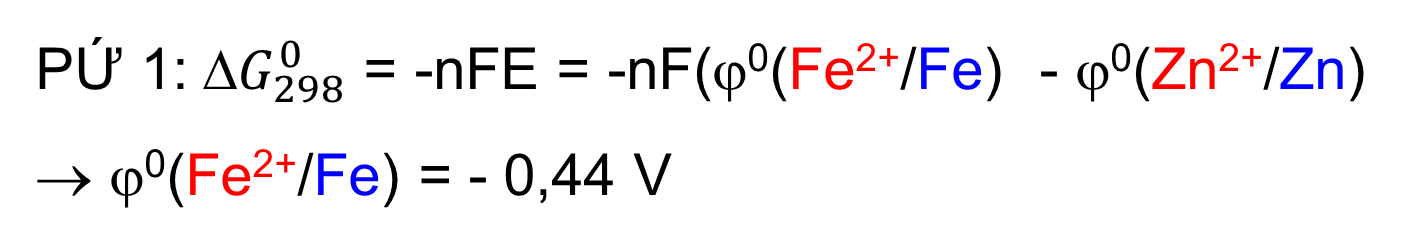 PỨ 1: ΔG⁰₂₉₈ = -nFE = -nF(φ⁰(Fe²⁺/Fe) - φ⁰(Zn²⁺/Zn)
→ φ⁰(Fe²⁺/Fe) = - 0,44 V